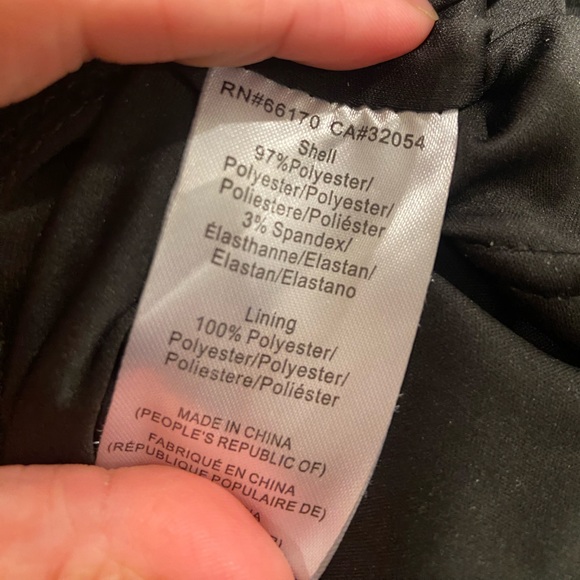 RN#66170 CA#32054
Shell
97%Polyester/
Polyester/Polyester/
Poliestere/Poliéster
3% Spandex/
Élasthanne/Elastan/
Elastan/Elastano
Lining
100% Polyester/
Polyester/Polyester/
Poliestere/Poliéster
MADE IN CHINA
(PEOPLE'S REPUBLIC OF)
FABRIQUÉ EN CHINA
(RÉPUBLIQUE POPULAIRE DE)